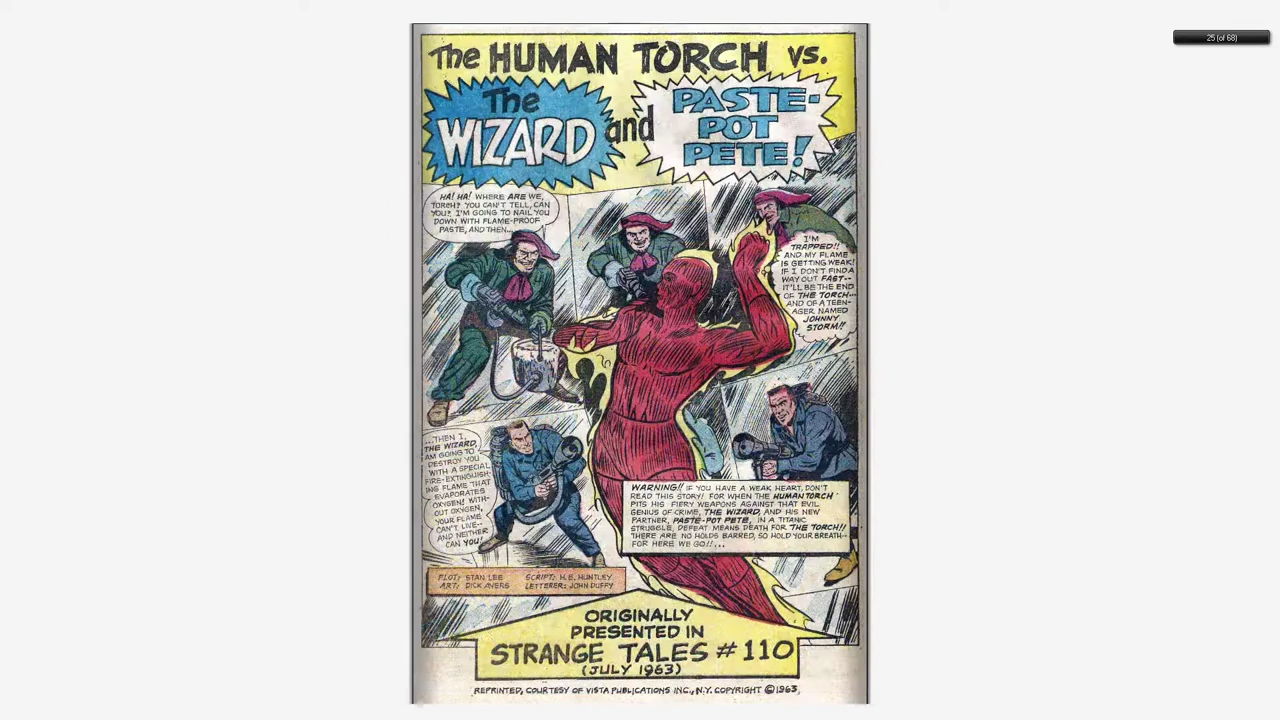 The HUMAN TORCH vs.
The
WIZARD
and
PASTE-
POT
PETE!
25 (of 68)
HA! HA! WHERE ARE WE,
TORCH? YOU CAN'T TELL, CAN
YOU? I'M GOING TO NAIL YOU
DOWN WITH FLAME-PROOF
PASTE, AND THEN...
I'M
TRAPPED!!
AND MY FLAME
IS GETTING WEAK!
IF I DON'T FIND A
WAY OUT FAST--
IT'LL BE THE END
OF THE TORCH--
AND OF A TEEN-
AGER NAMED
JOHNNY
STORM!!
...THEN I,
THE WIZARD,
AM GOING TO
DESTROY YOU
WITH A SPECIAL
FIRE-EXTINGUISH-
ING FLAME THAT
EVAPORATES
OXYGEN! WITH-
OUT OXYGEN,
YOUR FLAME
CAN'T LIVE--
AND NEITHER
CAN YOU!
WARNING!! IF YOU HAVE A WEAK HEART, DON'T
READ THIS STORY! FOR WHEN THE HUMAN TORCH
PITS HIS FIERY WEAPONS AGAINST THAT EVIL
GENIUS OF CRIME, THE WIZARD, AND HIS NEW
PARTNER, PASTE-POT PETE, IN A TITANIC
STRUGGLE, DEFEAT MEANS DEATH FOR THE TORCH!!
THERE ARE NO HOLDS BARRED, SO HOLD YOUR BREATH--
FOR HERE WE GO!!...
PLOT: STAN LEE SCRIPT: H. E. HUNTLEY
ART: DICK AYERS LETTERER: JOHN DUFFY
ORIGINALLY
PRESENTED IN
STRANGE TALES # 110
(JULY 1963)
REPRINTED, COURTESY OF VISTA PUBLICATIONS INC., N.Y. COPYRIGHT © 1963